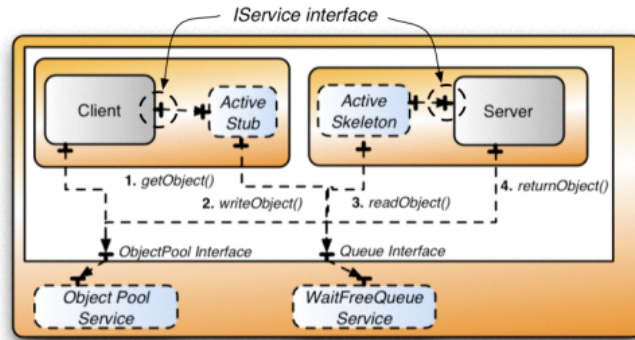 IService interface
Client
Active
Stub
Active
Skeleton
Server
1. getObject()
2. writeObject()
3. readObject()
4. returnObject()
ObjectPool Interface
Queue Interface
Object Pool
Service
WaitFreeQueue
Service